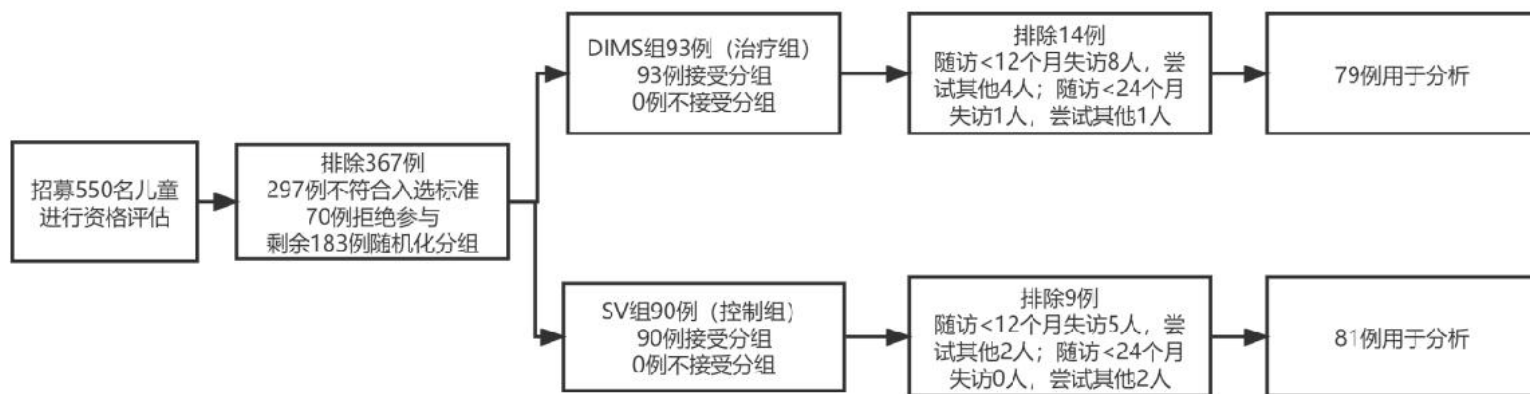 招募550名儿童
进行资格评估
排除367例
297例不符合入选标准
70例拒绝参与
剩余183例随机化分组
DIMS组93例（治疗组）
93例接受分组
0例不接受分组
排除14例
随访<12个月失访8人，尝
试其他4人；随访<24个月
失访1人，尝试其他1人
79例用于分析
SV组90例（控制组）
90例接受分组
0例不接受分组
排除9例
随访<12个月失访5人，尝
试其他2人；随访<24个月
失访0人，尝试其他2人
81例用于分析